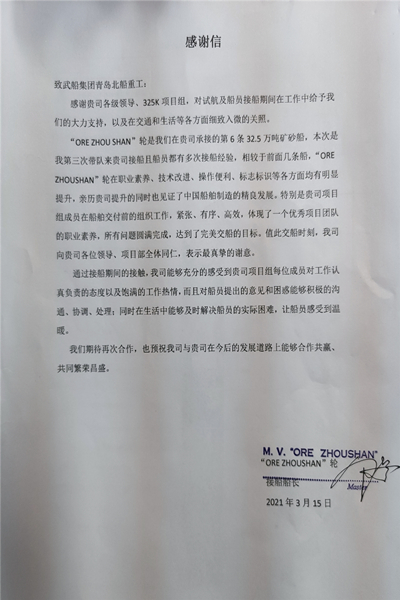 感谢信
致武船集团青岛北船重工：
感谢贵司各级领导、325K 项目组，对试航及船员接船期间在工作中给予我
们的大力支持，以及在交通和生活等各方面细致入微的关照。
“ORE ZHOU SHAN”轮是我们在贵司承接的第 6 条 32.5 万吨矿砂船，本次是
我第三次带队来贵司接船且船员都有多次接船经验，相较于前面几条船，“ORE
ZHOUSHAN”轮在职业素养、技术改进、操作便利、标志标识等各方面均有明显
提升，亲历贵司提升的同时也见证了中国船舶制造的精良发展。特别是贵司项目
组成员在船舶交付前的组织工作，紧张、有序、高效，体现了一个优秀项目团队
的职业素养，所有问题圆满完成，达到了完美交船的目标。值此交船时刻，我司
向贵司各位领导、项目部全体同仁，表示最真挚的谢意。
通过接船期间的接触，我司能够充分的感受到贵司项目组每位成员对工作认
真负责的态度以及饱满的工作热情，而且对船员提出的意见和困惑能够积极的沟
通、协调、处理；同时在生活中能够及时解决船员的实际困难，让船员感受到温
暖。
我们期待再次合作，也预祝我司与贵司在今后的发展道路上能够合作共赢、
共同繁荣昌盛。
M. V. "ORE ZHOUSHAN"
“ORE ZHOUSHAN”轮
接船船长
Master
2021 年 3 月 15 日